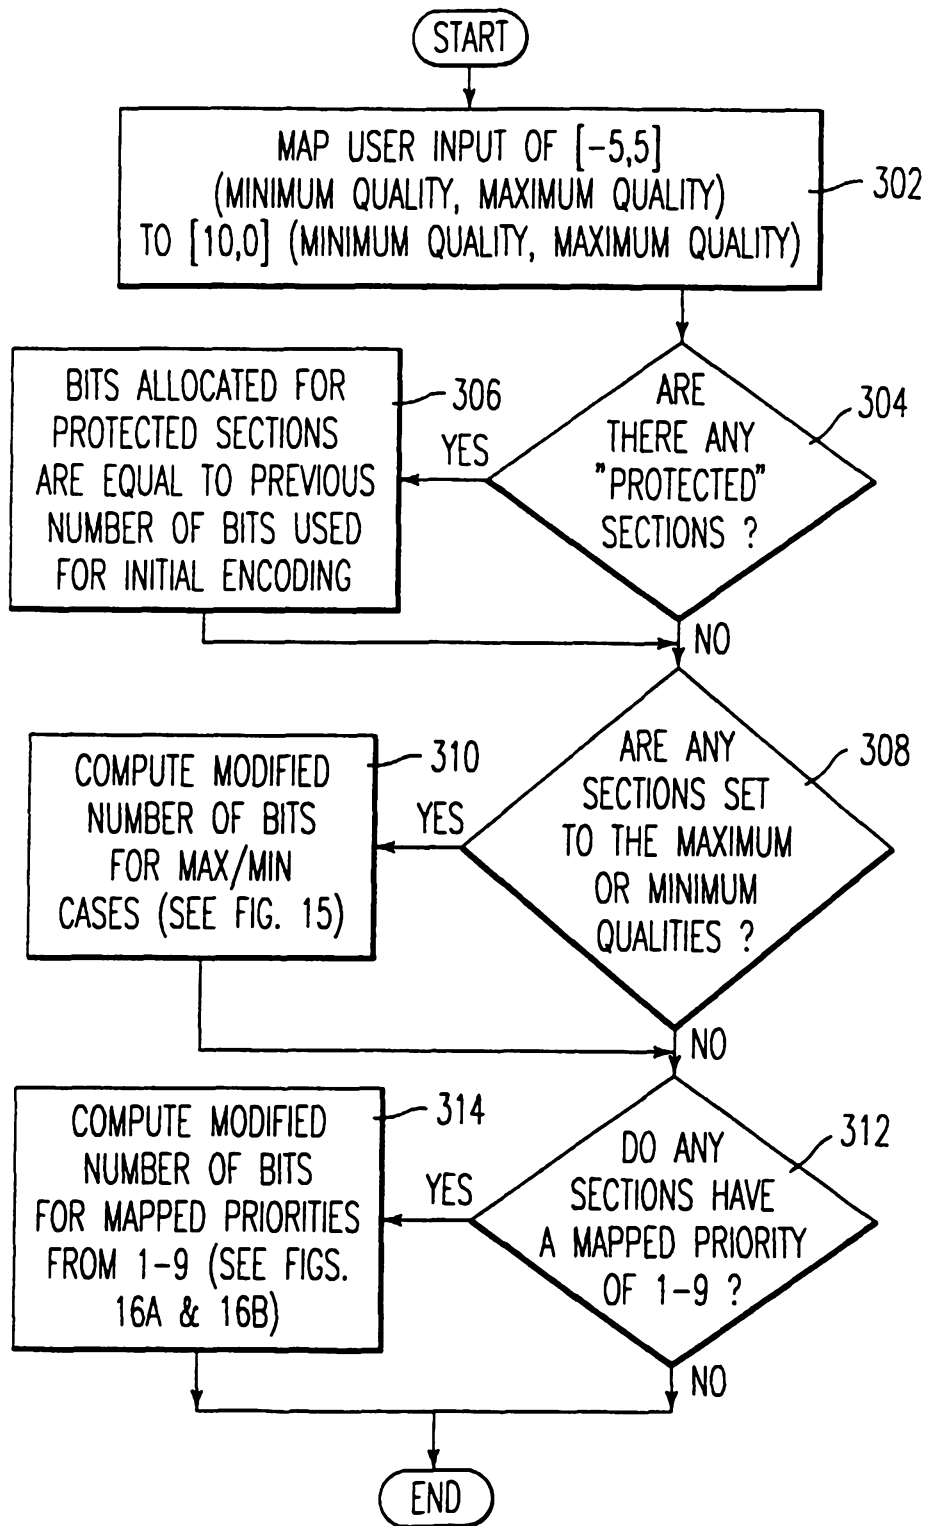 START
MAP USER INPUT OF [-5,5]
(MINIMUM QUALITY, MAXIMUM QUALITY)
TO [10,0] (MINIMUM QUALITY, MAXIMUM QUALITY)
302
ARE
THERE ANY
"PROTECTED"
SECTIONS ?
304
YES
BITS ALLOCATED FOR
PROTECTED SECTIONS
ARE EQUAL TO PREVIOUS
NUMBER OF BITS USED
FOR INITIAL ENCODING
306
NO
ARE ANY
SECTIONS SET
TO THE MAXIMUM
OR MINIMUM
QUALITIES ?
308
YES
COMPUTE MODIFIED
NUMBER OF BITS
FOR MAX/MIN
CASES (SEE FIG. 15)
310
NO
DO ANY
SECTIONS HAVE
A MAPPED PRIORITY
OF 1-9 ?
312
YES
COMPUTE MODIFIED
NUMBER OF BITS
FOR MAPPED PRIORITIES
FROM 1-9 (SEE FIGS.
16A & 16B)
314
NO
END